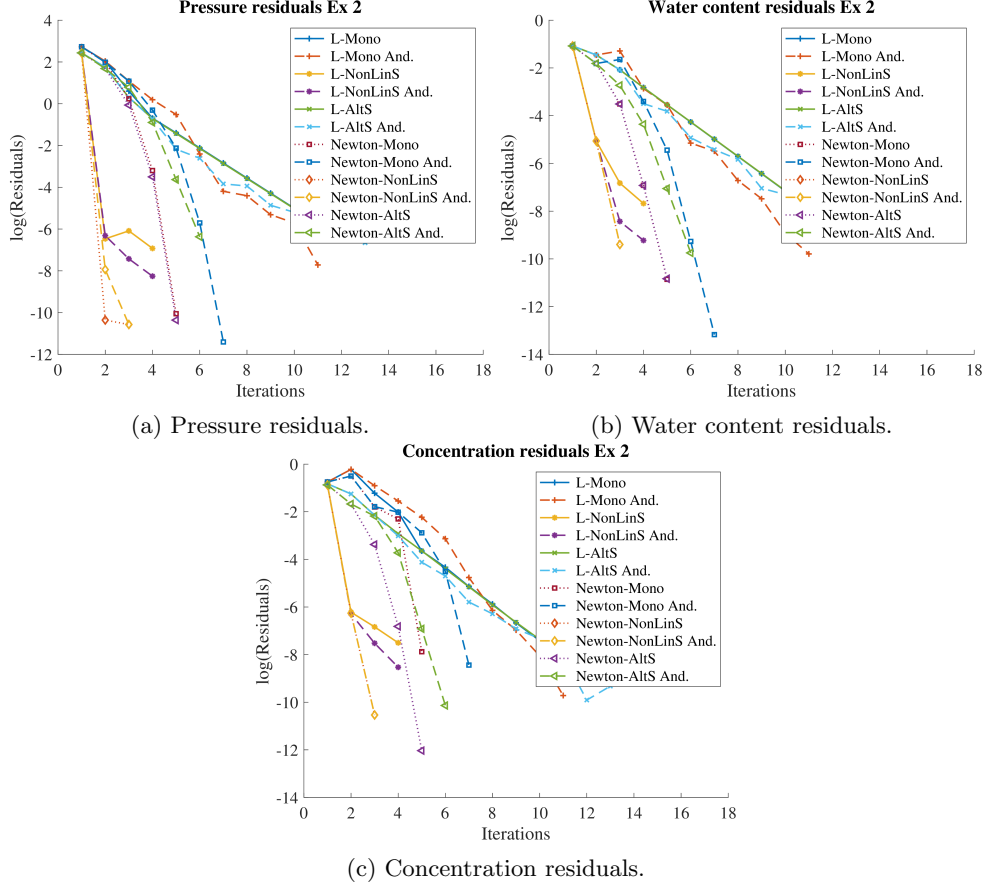 Pressure residuals Ex 2
4
2
0
-2
-4
-6
-8
-10
-12
log(Residuals)
0 2 4 6 8 10 12 14 16 18
Iterations
L-Mono
L-Mono And.
L-NonLinS
L-NonLinS And.
L-AltS
L-AltS And.
Newton-Mono
Newton-Mono And.
Newton-NonLinS
Newton-NonLinS And.
Newton-AltS
Newton-AltS And.
(a) Pressure residuals.
Water content residuals Ex 2
0
-2
-4
-6
-8
-10
-12
-14
log(Residuals)
0 2 4 6 8 10 12 14 16 18
Iterations
L-Mono
L-Mono And.
L-NonLinS
L-NonLinS And.
L-AltS
L-AltS And.
Newton-Mono
Newton-Mono And.
Newton-NonLinS
Newton-NonLinS And.
Newton-AltS
Newton-AltS And.
(b) Water content residuals.
Concentration residuals Ex 2
0
-2
-4
-6
-8
-10
-12
-14
log(Residuals)
0 2 4 6 8 10 12 14 16 18
Iterations
L-Mono
L-Mono And.
L-NonLinS
L-NonLinS And.
L-AltS
L-AltS And.
Newton-Mono
Newton-Mono And.
Newton-NonLinS
Newton-NonLinS And.
Newton-AltS
Newton-AltS And.
(c) Concentration residuals.